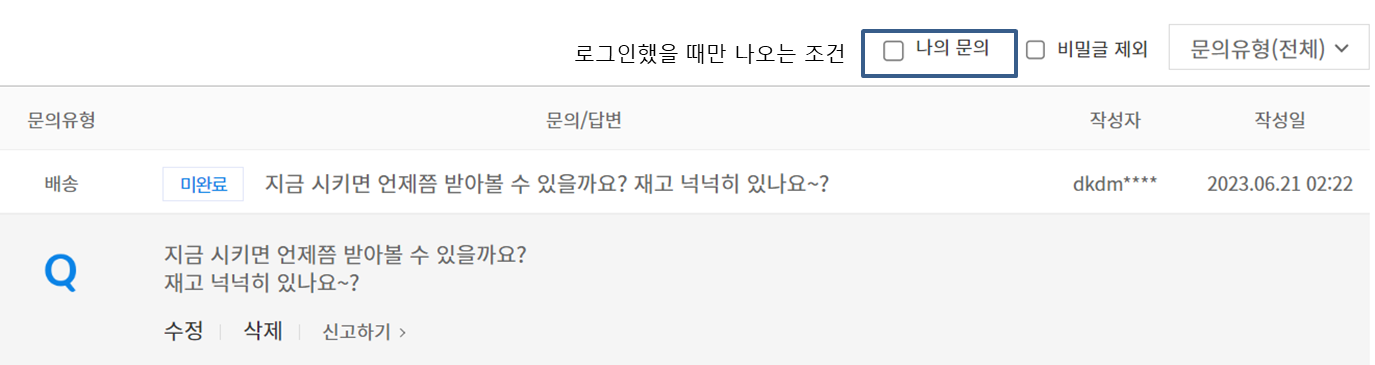 로그인했을 때만 나오는 조건 나의 문의 비밀글 제외 문의유형(전체)
문의유형 문의/답변 작성자 작성일
배송 미완료 지금 시키면 언제쯤 받아볼 수 있을까요? 재고 넉넉히 있나요~? dkdm**** 2023.06.21 02:22
Q 지금 시키면 언제쯤 받아볼 수 있을까요?
재고 넉넉히 있나요~?
수정 삭제 신고하기 >